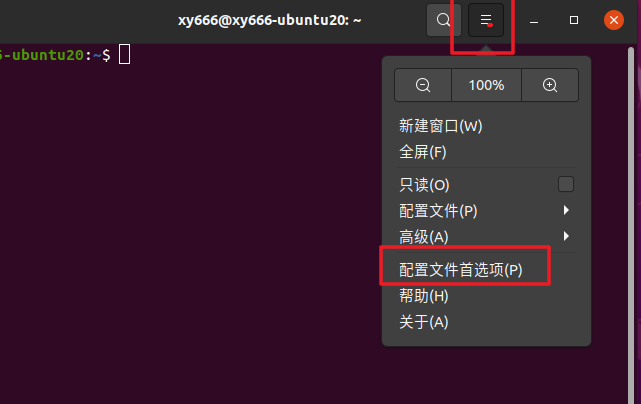 xy666@xy666-ubuntu20: ~
6-ubuntu20:~$
100%
新建窗口(W)
全屏(F)
只读(O)
配置文件(P)
高级(A)
配置文件首选项(P)
帮助(H)
关于(A)